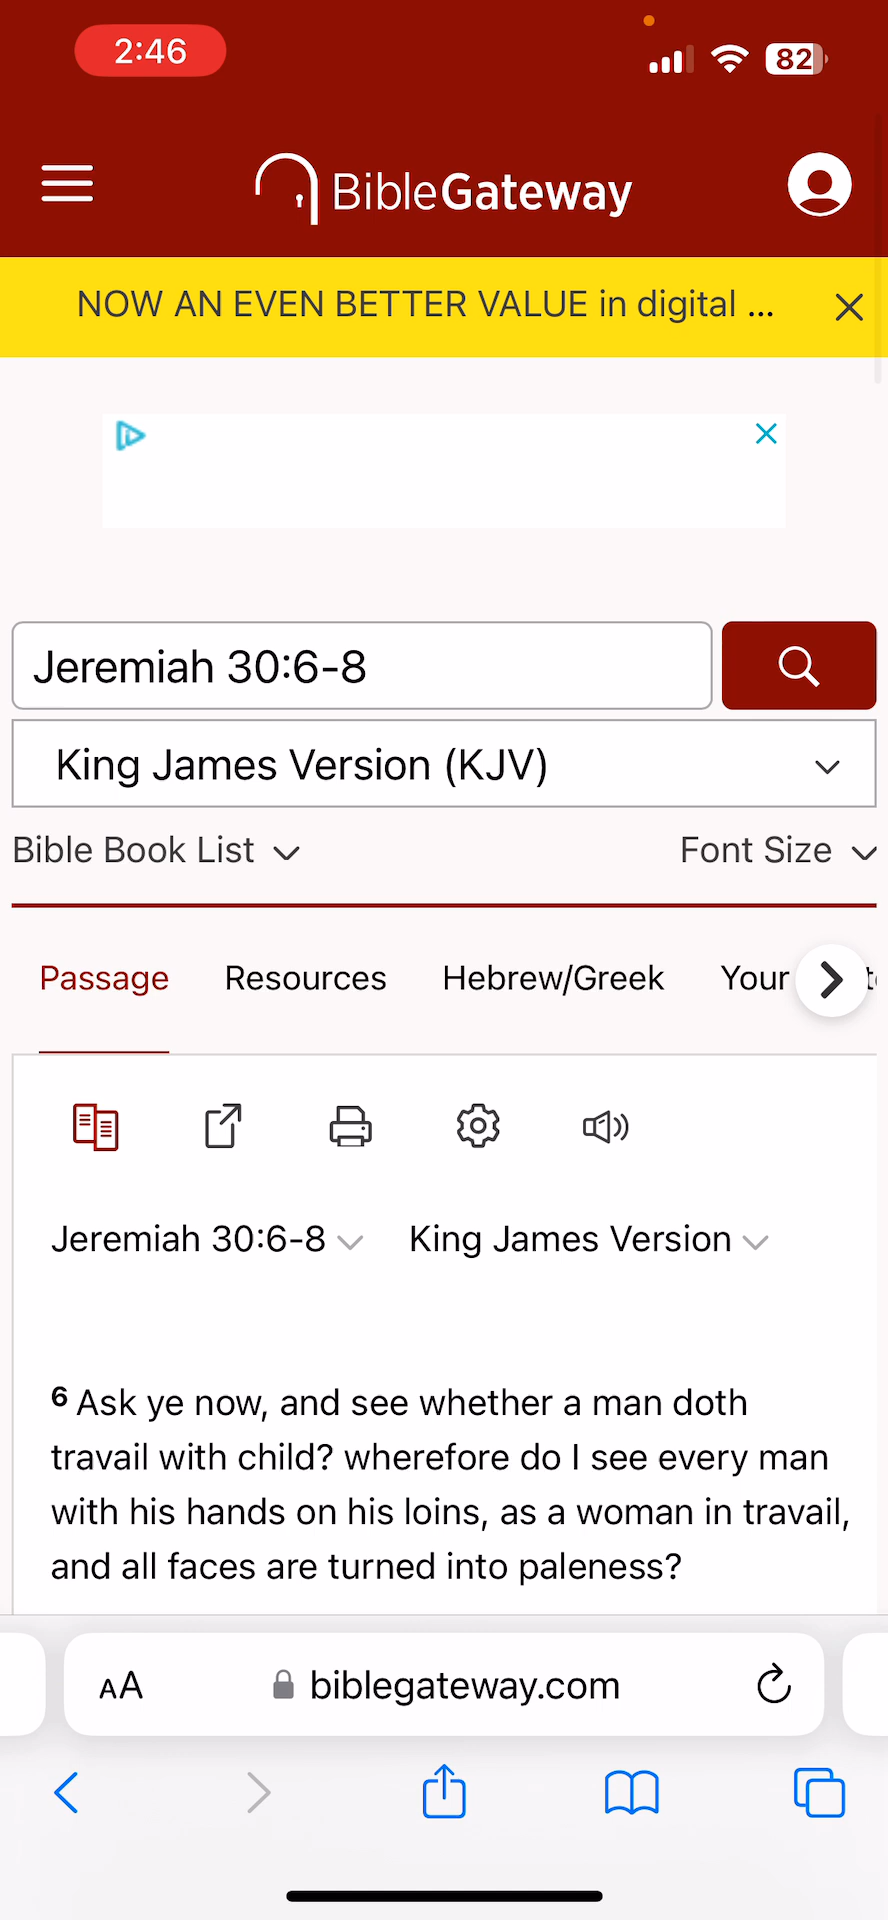 2:46
82
BibleGateway
NOW AN EVEN BETTER VALUE in digital ...
Jeremiah 30:6-8
King James Version (KJV)
Bible Book List
Font Size
Passage Resources Hebrew/Greek Your
Jeremiah 30:6-8 King James Version
6 Ask ye now, and see whether a man doth
travail with child? wherefore do I see every man
with his hands on his loins, as a woman in travail,
and all faces are turned into paleness?
AA biblegateway.com